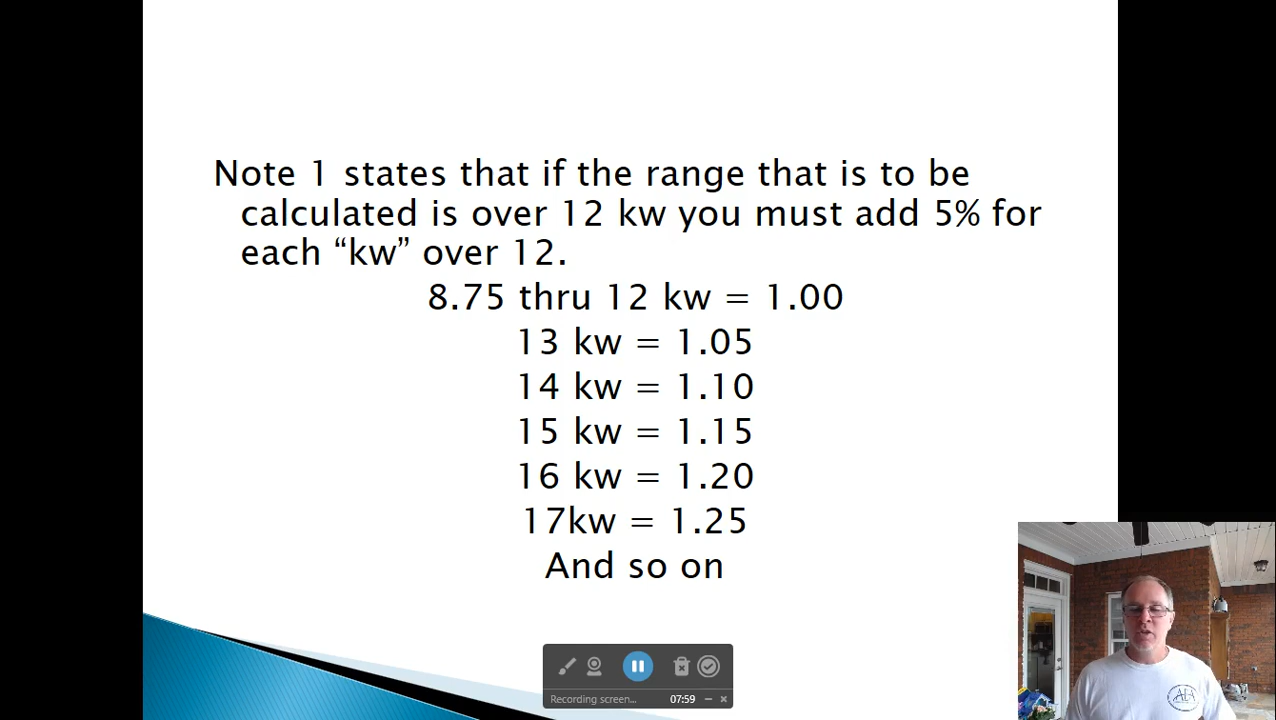 Note 1 states that if the range that is to be
calculated is over 12 kw you must add 5% for
each “kw” over 12.
8.75 thru 12 kw = 1.00
13 kw = 1.05
14 kw = 1.10
15 kw = 1.15
16 kw = 1.20
17kw = 1.25
And so on
Recording screen... 07:59